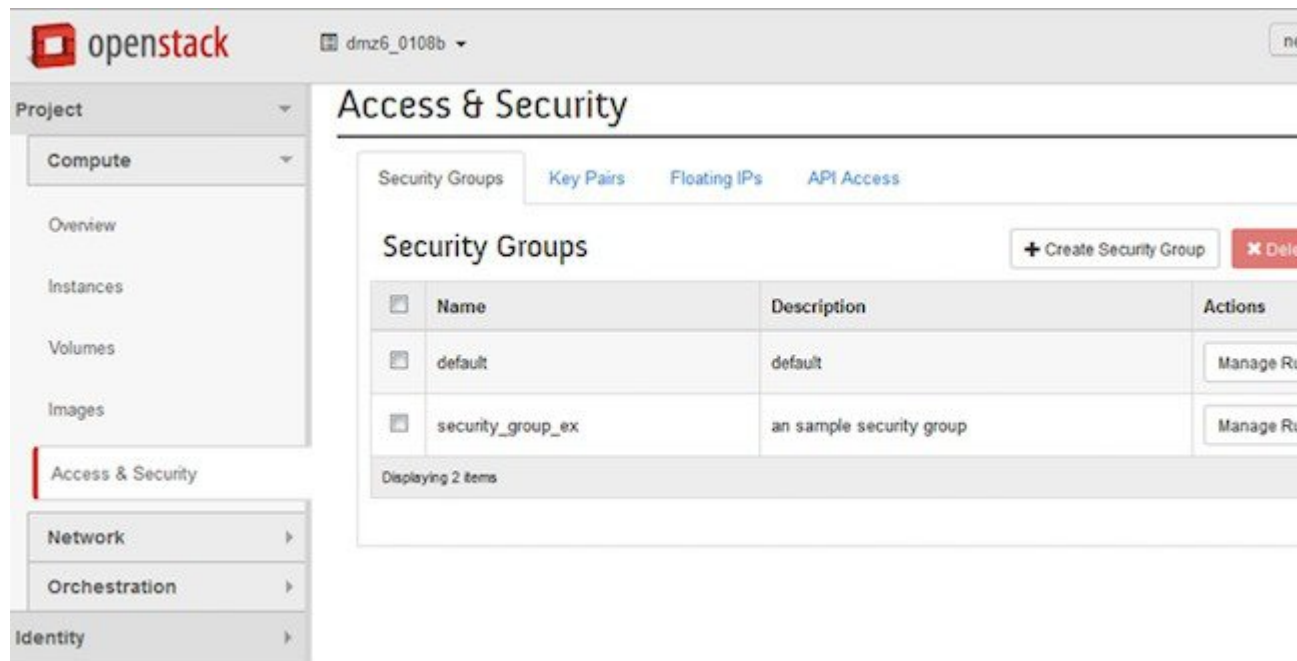 openstack
dmz6_0108b
Project
Compute
Overview
Instances
Volumes
Images
Access & Security
Network
Orchestration
Identity
Access & Security
Security Groups Key Pairs Floating IPs API Access
Security Groups
+ Create Security Group
Name Description Actions
default default Manage
security_group_ex an sample security group Manage
Displaying 2 items